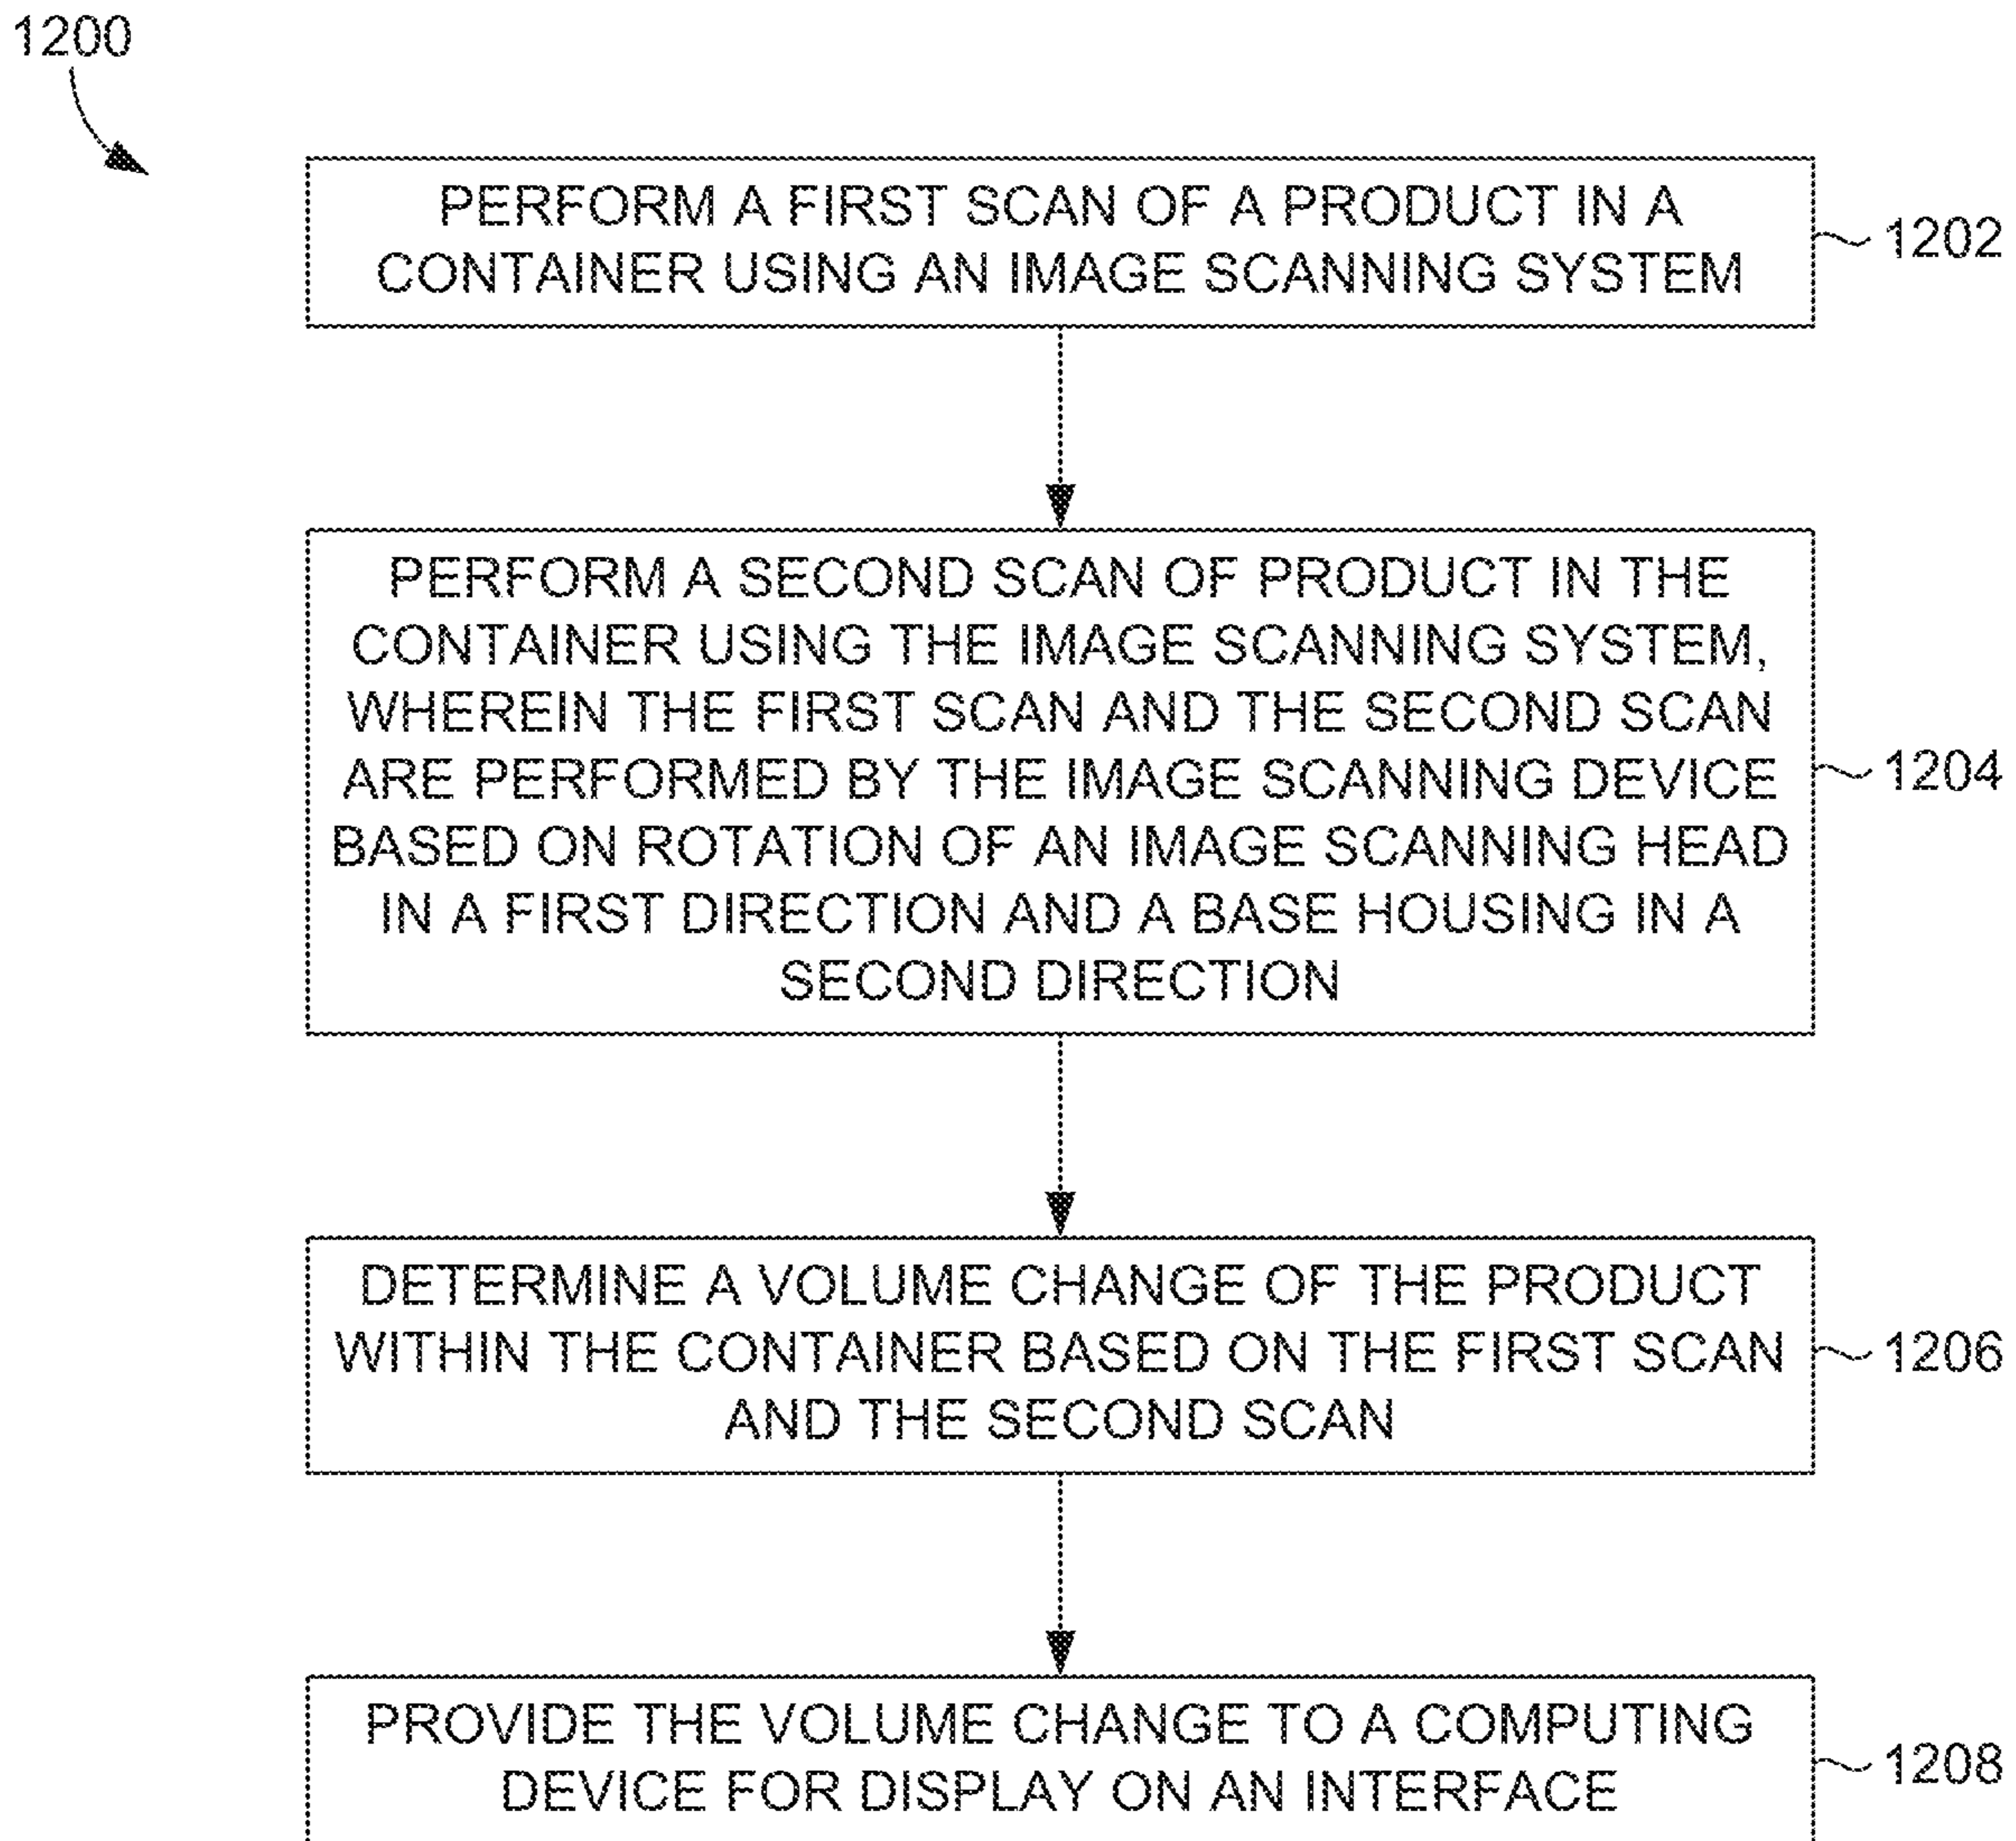 1200
PERFORM A FIRST SCAN OF A PRODUCT IN A
CONTAINER USING AN IMAGE SCANNING SYSTEM
1202
PERFORM A SECOND SCAN OF PRODUCT IN THE
CONTAINER USING THE IMAGE SCANNING SYSTEM,
WHEREIN THE FIRST SCAN AND THE SECOND SCAN
ARE PERFORMED BY THE IMAGE SCANNING DEVICE
BASED ON ROTATION OF AN IMAGE SCANNING HEAD
IN A FIRST DIRECTION AND A BASE HOUSING IN A
SECOND DIRECTION
1204
DETERMINE A VOLUME CHANGE OF THE PRODUCT
WITHIN THE CONTAINER BASED ON THE FIRST SCAN
AND THE SECOND SCAN
1206
PROVIDE THE VOLUME CHANGE TO A COMPUTING
DEVICE FOR DISPLAY ON AN INTERFACE
1208